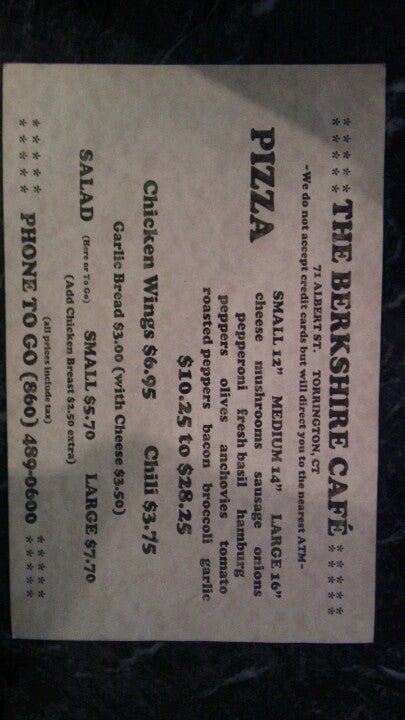 * * * * * THE BERKSHIRE CAFÉ * * * * *
* * * * * * * * * *
71 ALBERT ST. TORRINGTON, CT
~We do not accept credit cards but will direct you to the nearest ATM~
PIZZA
SMALL 12" MEDIUM 14" LARGE 16"
cheese mushrooms sausage onions
pepperoni fresh basil hamburg
peppers olives anchovies tomato
roasted peppers bacon broccoli garlic
$10.25 to $28.25
Chicken Wings $6.95 Chili $3.75
Garlic Bread $3.00 (with Cheese $3.50)
SALAD (Here or To Go) SMALL $5.70 LARGE $7.70
(Add Chicken Breast $2.50 extra)
(all prices include tax)
* * * * * * * * * *
* * * * * PHONE TO GO (860) 489-0600 * * * * *